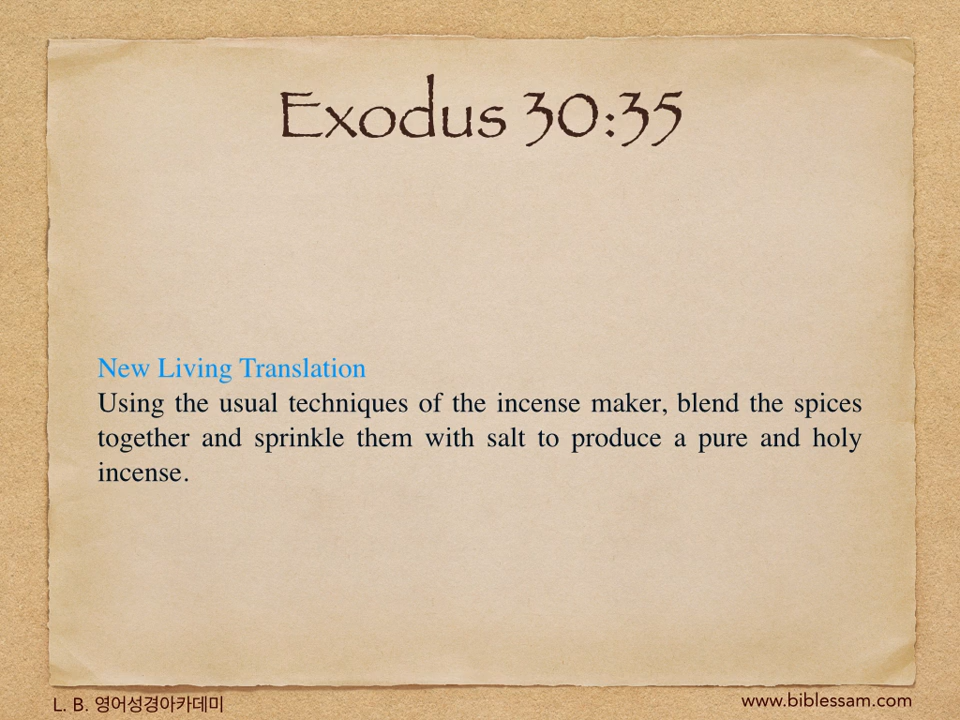 Exodus 30:35
New Living Translation
Using the usual techniques of the incense maker, blend the spices
together and sprinkle them with salt to produce a pure and holy
incense.
L. B. 영어성경아카데미
www.biblessam.com